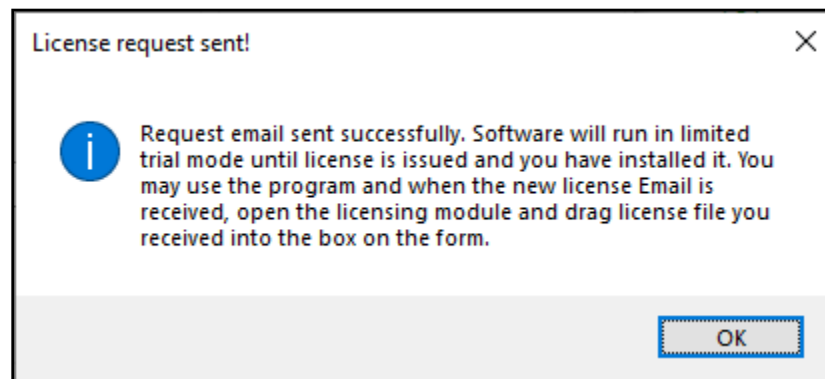 License request sent!
Request email sent successfully. Software will run in limited
trial mode until license is issued and you have installed it. You
may use the program and when the new license Email is
received, open the licensing module and drag license file you
received into the box on the form.
OK